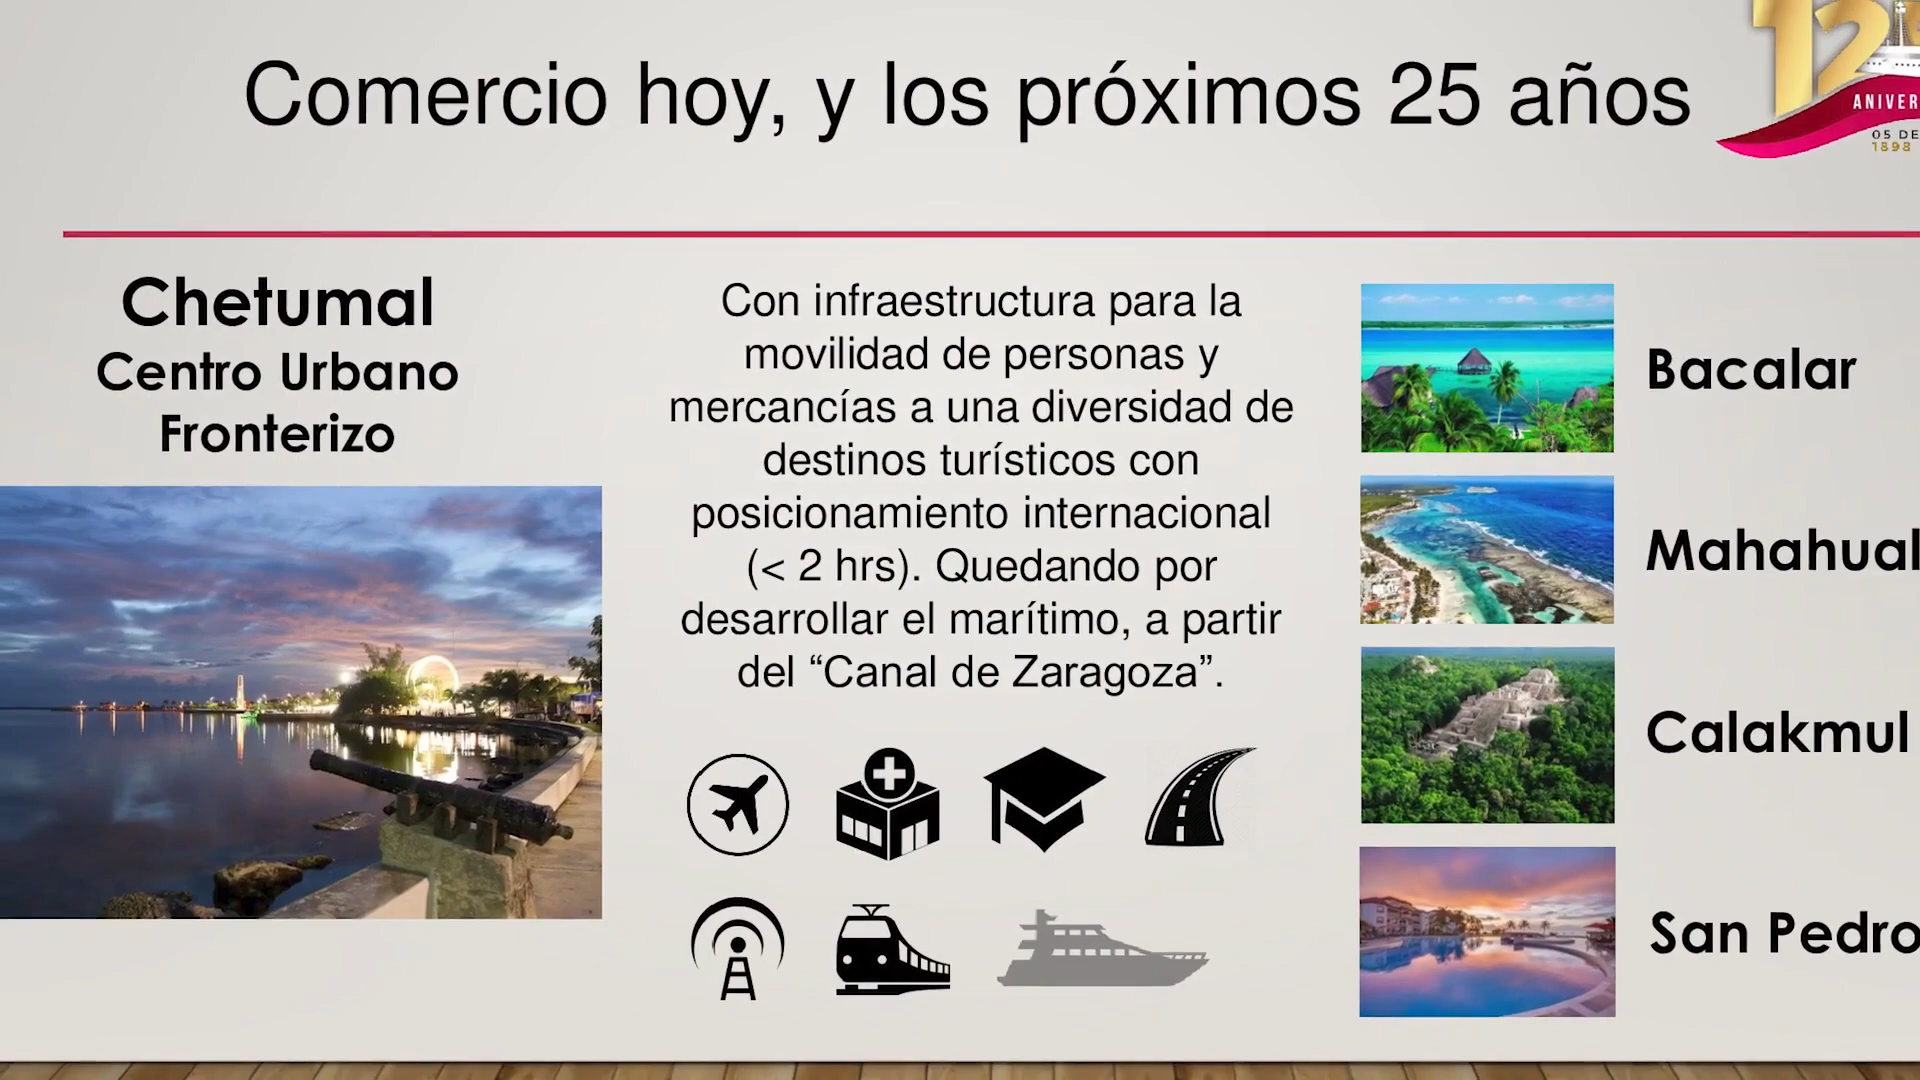 Comercio hoy, y los próximos 25 años
ANIVER
05 DE
1898
Chetumal
Centro Urbano
Fronterizo
Con infraestructura para la
movilidad de personas y
mercancías a una diversidad de
destinos turísticos con
posicionamiento internacional
(< 2 hrs). Quedando por
desarrollar el marítimo, a partir
del “Canal de Zaragoza”.
Bacalar
Mahahual
Calakmul
San Pedro